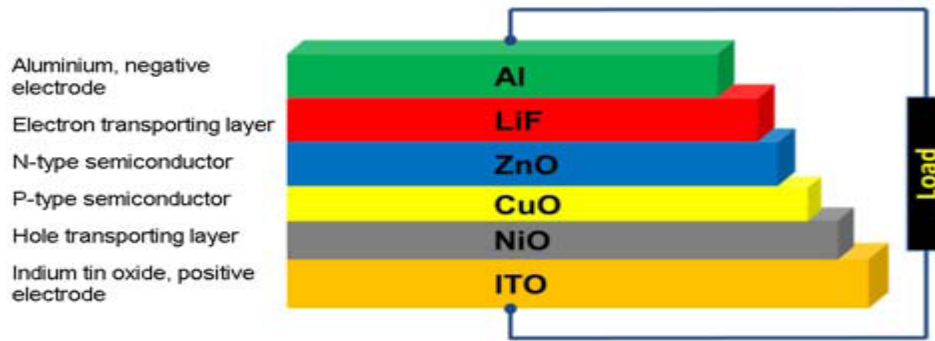 Aluminium, negative
electrode
Electron transporting layer
N-type semiconductor
P-type semiconductor
Hole transporting layer
Indium tin oxide, positive
electrode
Al
LiF
ZnO
CuO
NiO
ITO
Load